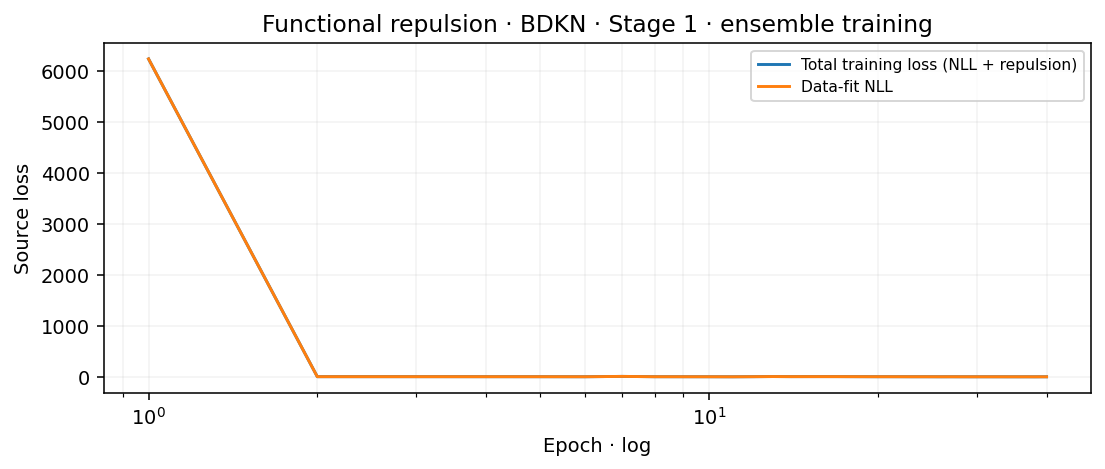 Functional repulsion · BDKN · Stage 1 · ensemble training
Total training loss (NLL + repulsion)
Data-fit NLL
Source loss
6000
5000
4000
3000
2000
1000
0
10⁰
10¹
Epoch · log